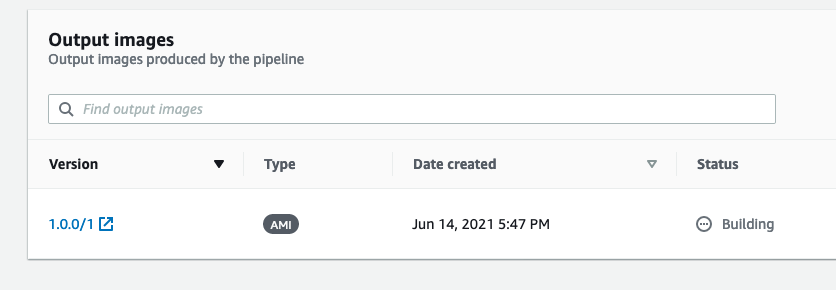 Output images
Output images produced by the pipeline
Find output images
Version Type Date created Status
1.0.0/1 AMI Jun 14, 2021 5:47 PM Building